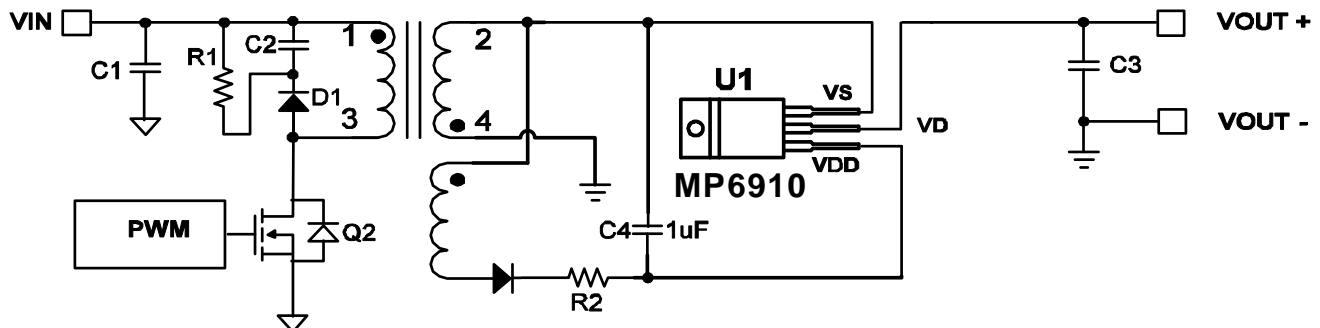 VIN
C1
R1
C2
D1
1
3
2
4
PWM
Q2
U1
VS
VD
VDD
MP6910
C4
1uF
R2
C3
VOUT +
VOUT -